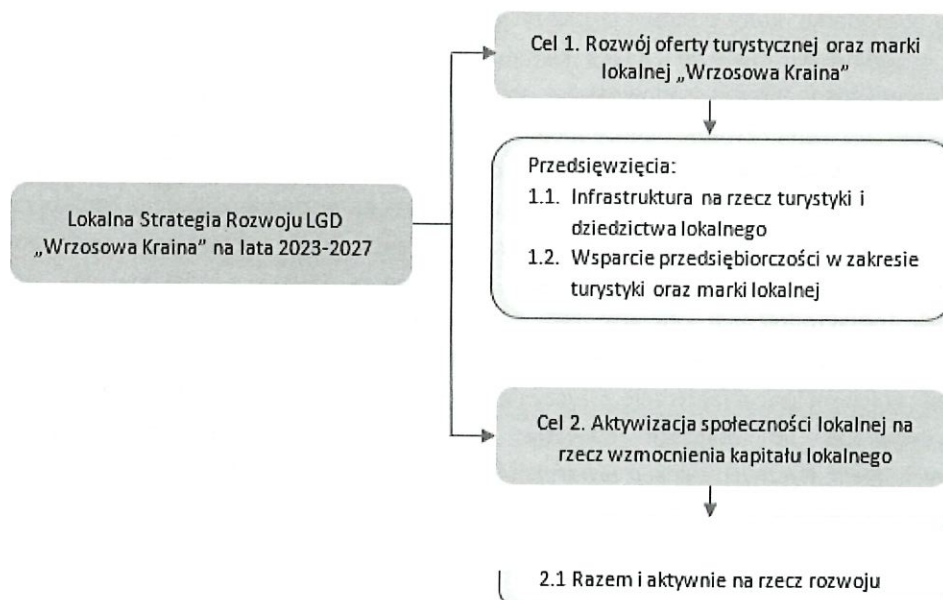 Cel 1. Rozwój oferty turystycznej oraz marki
lokalnej „Wrzosowa Kraina”
Przedsięwzięcia:
1.1. Infrastruktura na rzecz turystyki i
dziedzictwa lokalnego
1.2. Wsparcie przedsiębiorczości w zakresie
turystyki oraz marki lokalnej
Lokalna Strategia Rozwoju LGD
„Wrzosowa Kraina” na lata 2023-2027
Cel 2. Aktywizacja społeczności lokalnej na
rzecz wzmocnienia kapitału lokalnego
2.1 Razem i aktywnie na rzecz rozwoju